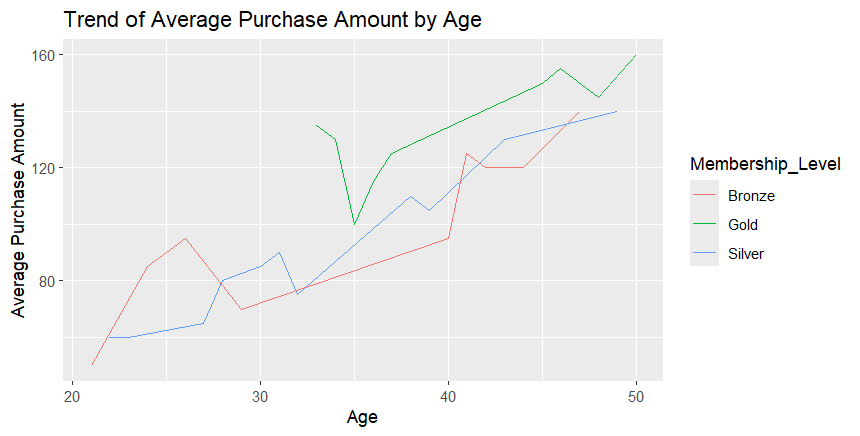 Trend of Average Purchase Amount by Age
Average Purchase Amount
160
120
80
20 30 40 50
Age
Membership_Level
Bronze
Gold
Silver